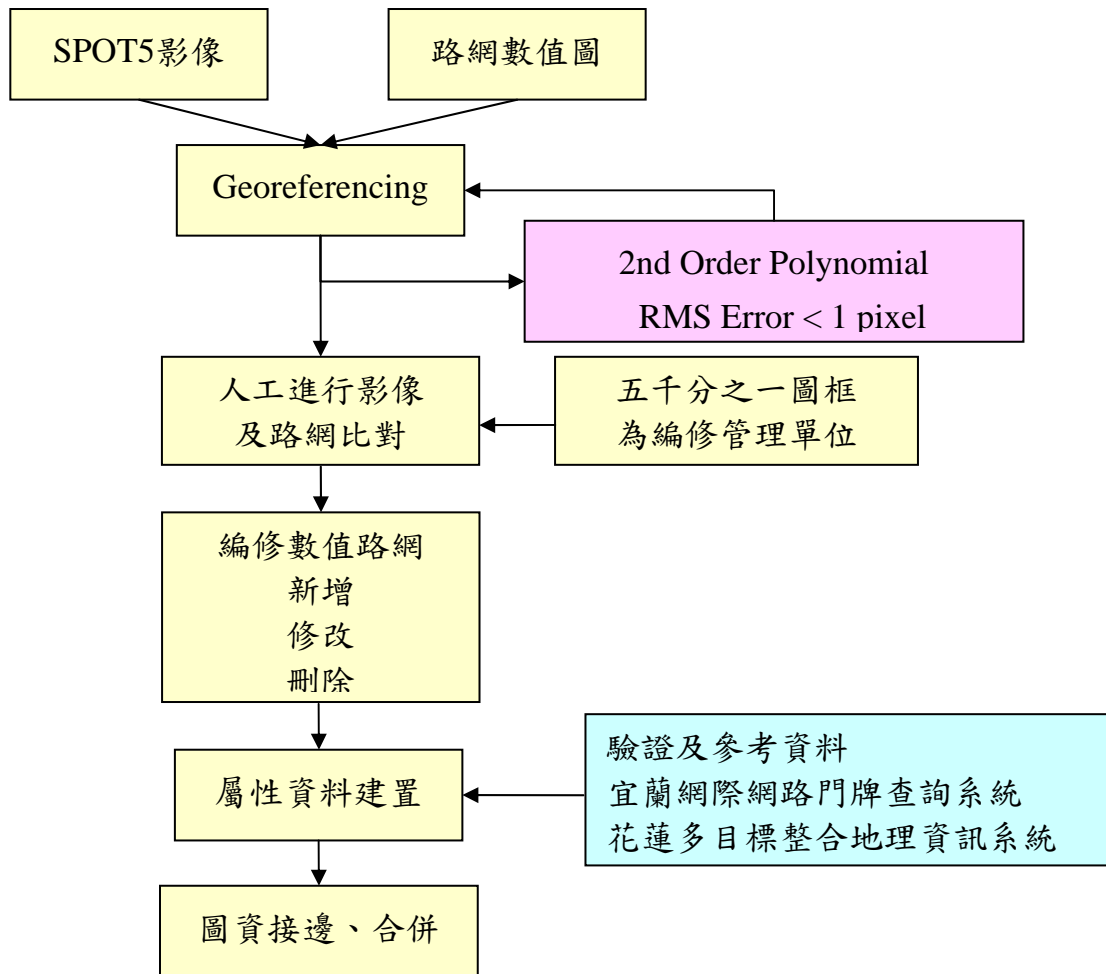 SPOT5影像
路網數值圖
Georeferencing
2nd Order Polynomial
RMS Error < 1 pixel
人工進行影像
及路網比對
五千分之一圖框
為編修管理單位
編修數值路網
新增
修改
刪除
屬性資料建置
驗證及參考資料
宜蘭網際網路門牌查詢系統
花蓮多目標整合地理資訊系統
圖資接邊、合併